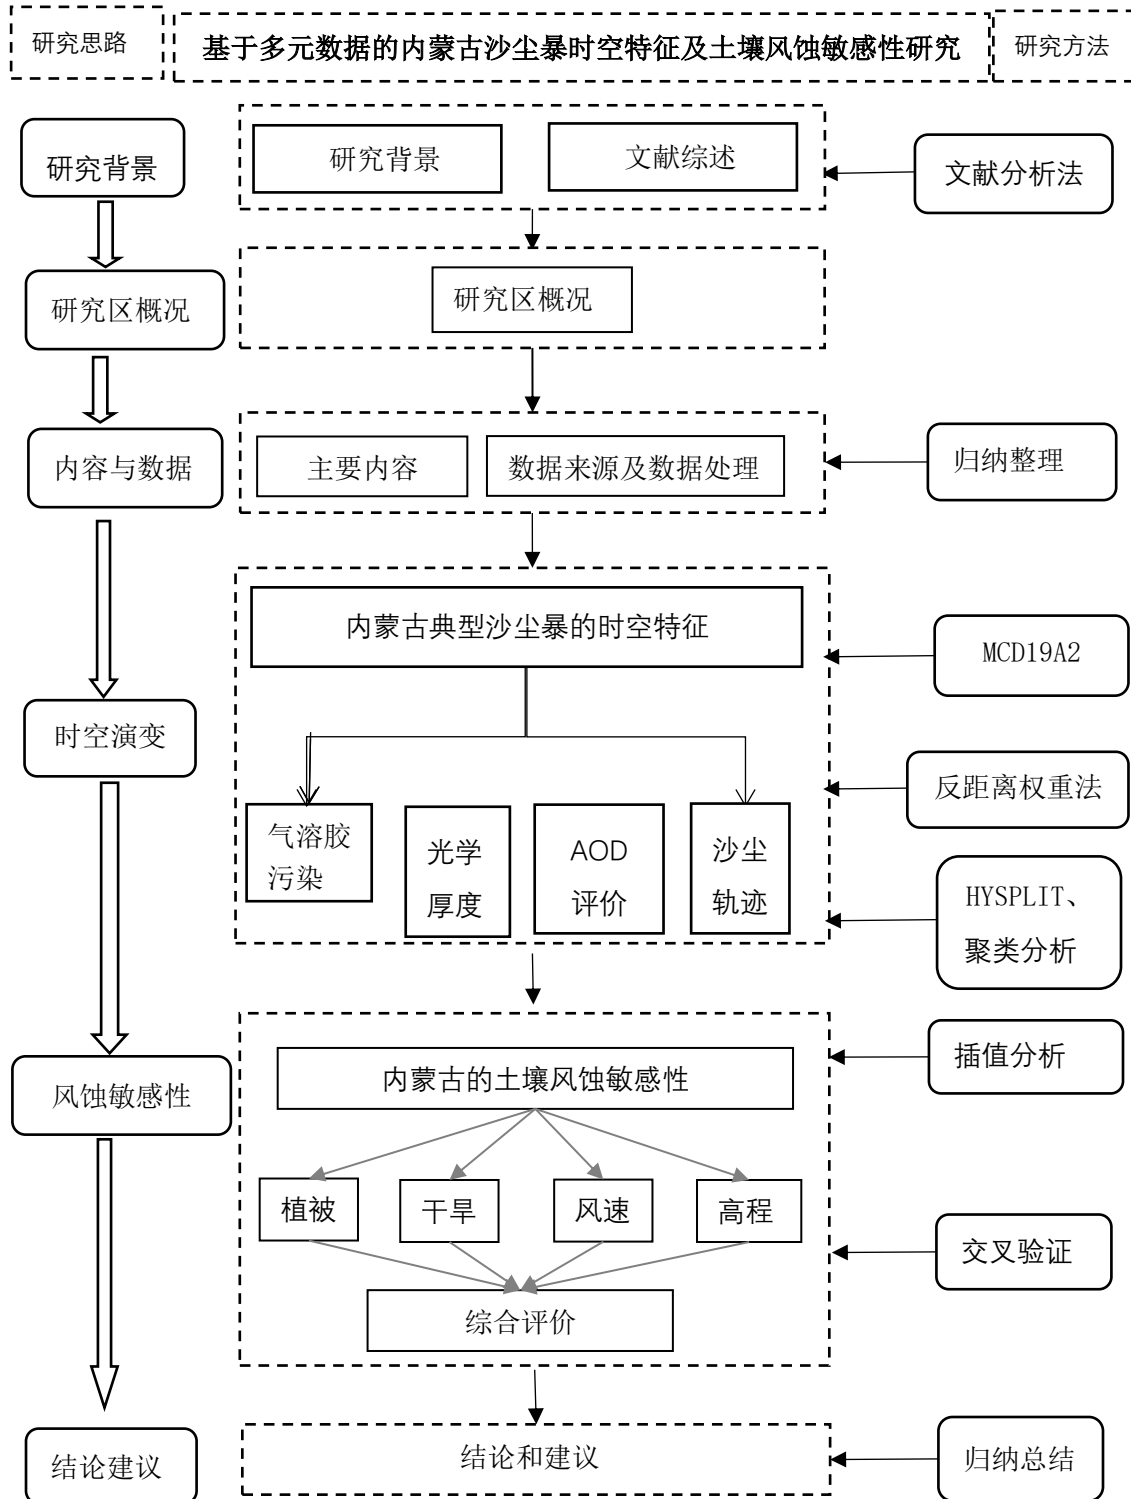 研究思路
基于多元数据的内蒙古沙尘暴时空特征及土壤风蚀敏感性研究
研究方法
研究背景
研究背景
文献综述
文献分析法
研究区概况
研究区概况
内容与数据
主要内容
数据来源及数据处理
归纳整理
内蒙古典型沙尘暴的时空特征
MCD19A2
时空演变
反距离权重法
气溶胶
污染
光学
厚度
AOD
评价
沙尘
轨迹
HYSPLIT、
聚类分析
插值分析
内蒙古的土壤风蚀敏感性
风蚀敏感性
植被
干旱
风速
高程
交叉验证
综合评价
结论建议
结论和建议
归纳总结